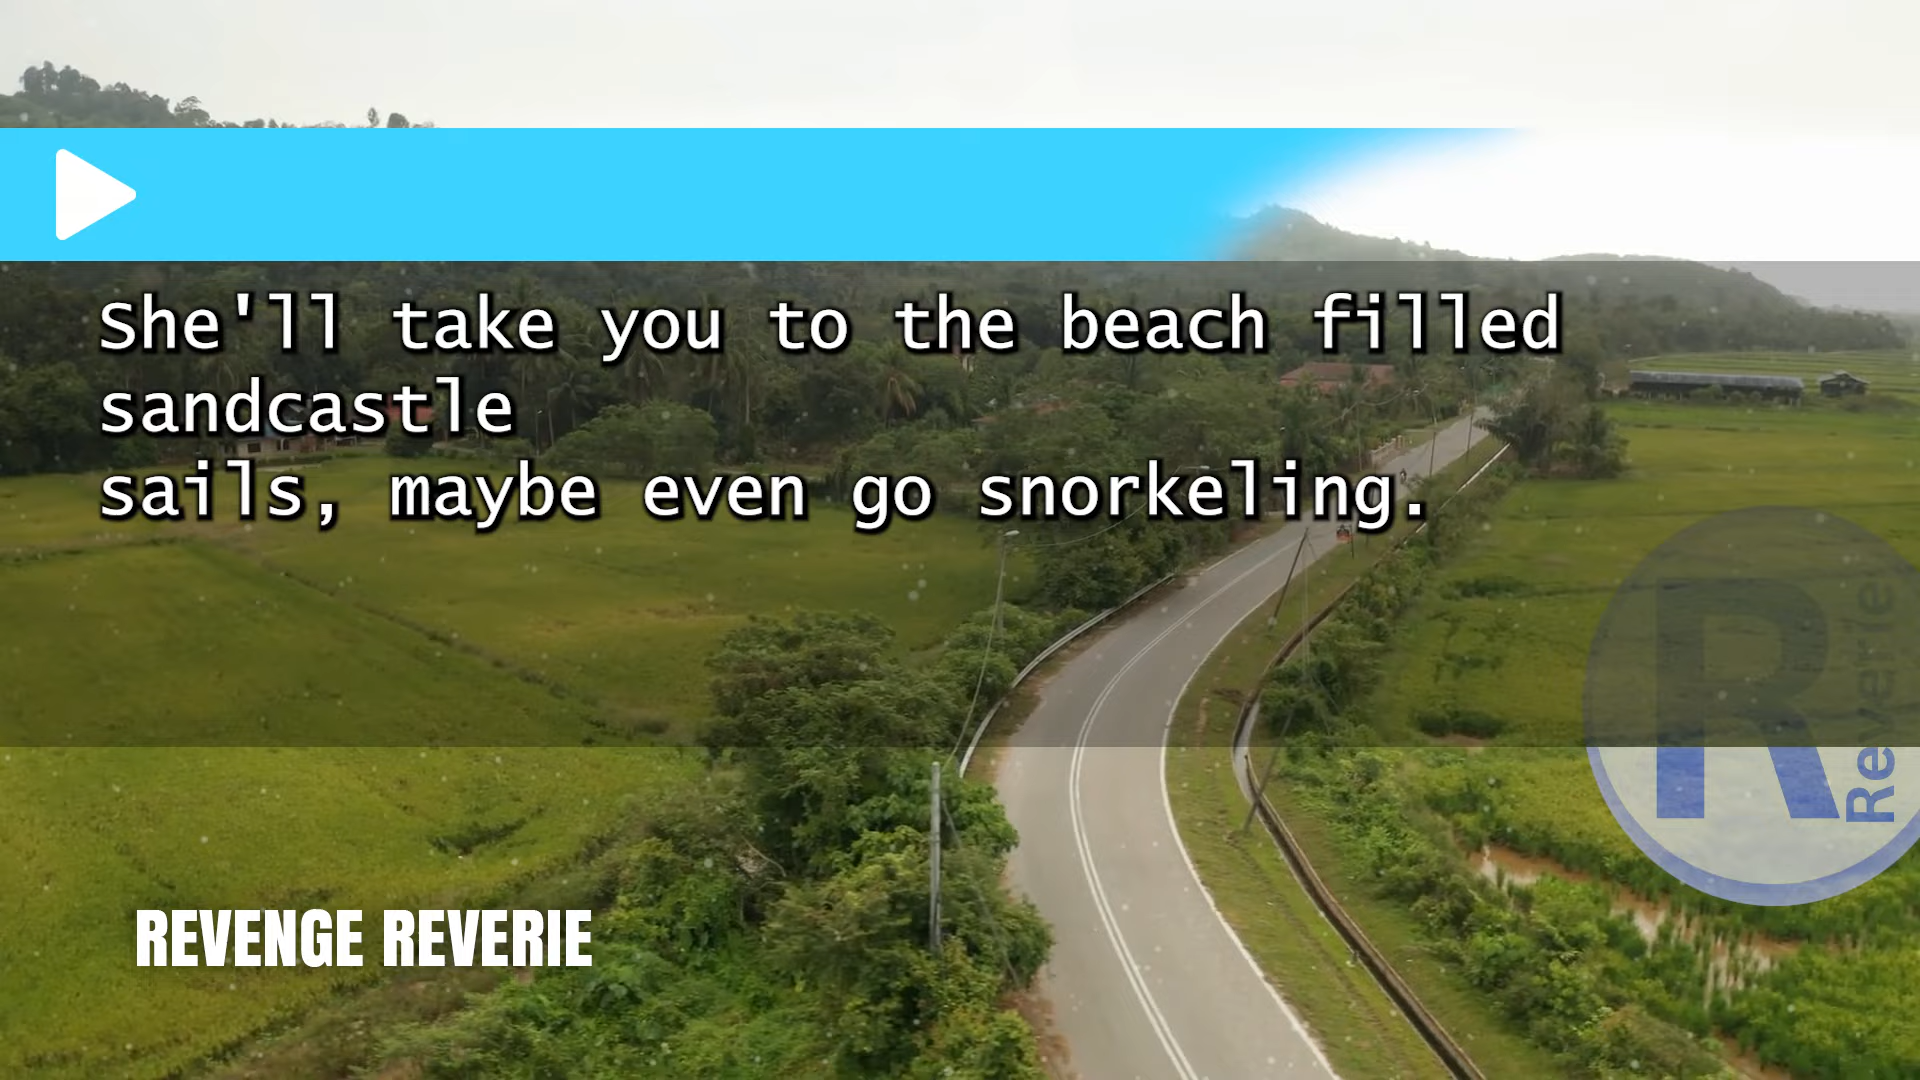 She'll take you to the beach filled
sandcastle
sails, maybe even go snorkeling.
R
Reverie
REVENGE REVERIE